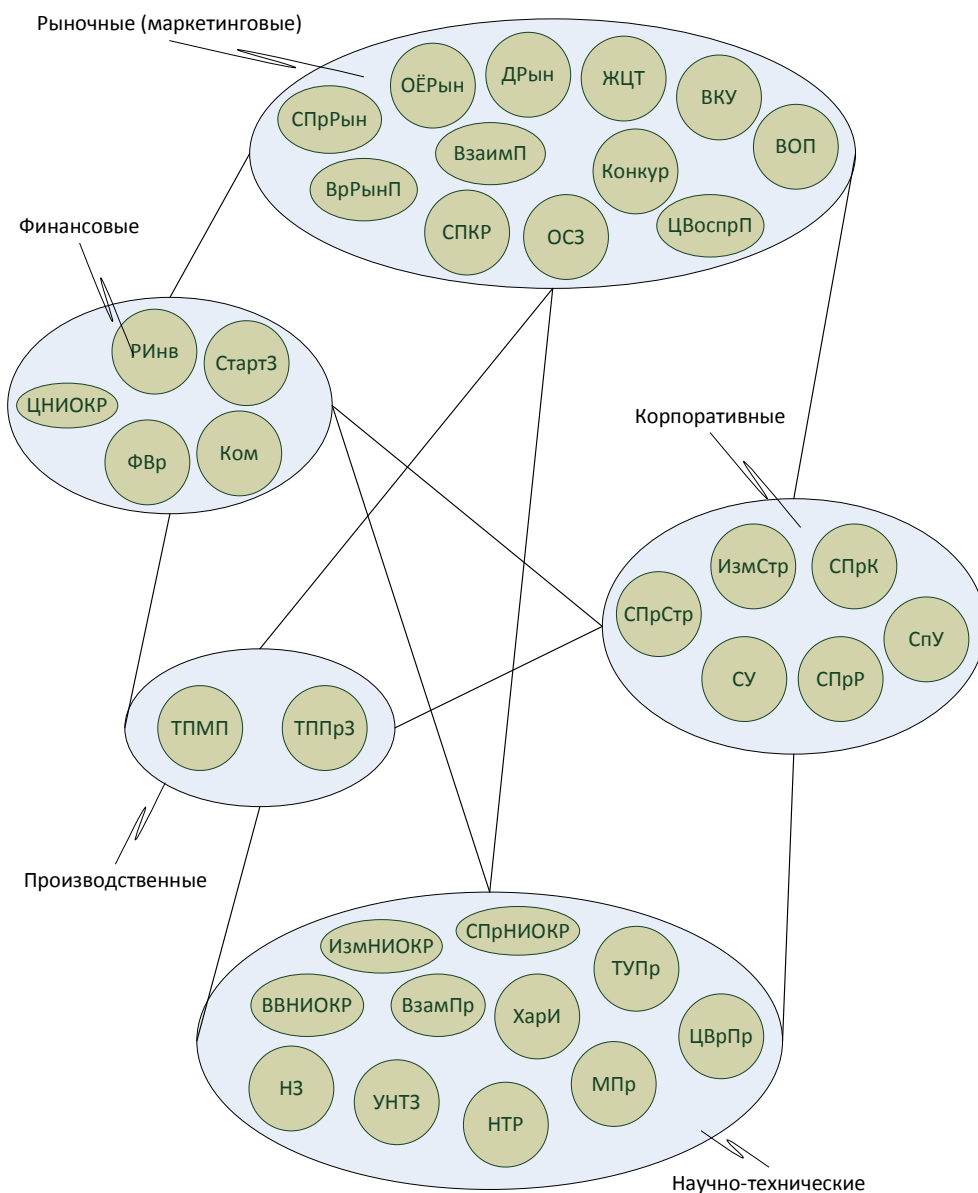 Рыночные (маркетинговые)
ОЁРын
ДРын
ЖЦТ
ВКУ
СПрРын
ВзаимП
ВОП
ВрРынП
Конкур
СПКР
ОСЗ
ЦВоспрП
Финансовые
РИнв
СтартЗ
ЦНИОКР
ФВр
Ком
Корпоративные
ИзмСтр
СПрК
СПрСтр
СпУ
СУ
СПрР
ТПМП
ТППрЗ
Производственные
ИзмНИОКР
СПрНИОКР
ТУПр
ВВНИОКР
ВзамПр
ХарИ
ЦВрПр
НЗ
УНТЗ
НТР
МПр
Научно-технические